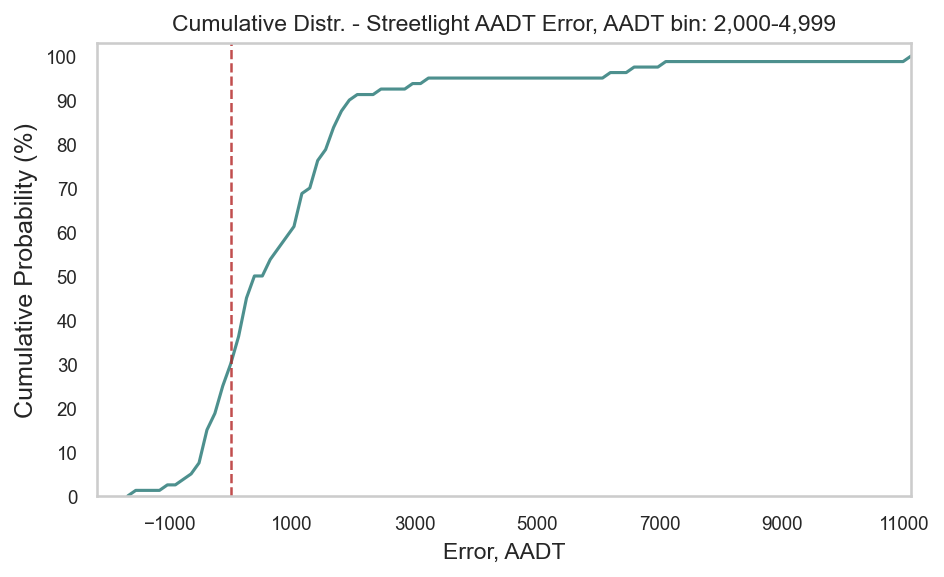 Cumulative Distr. - Streetlight AADT Error, AADT bin: 2,000-4,999
Cumulative Probability (%)
100
90
80
70
60
50
40
30
20
10
0
−1000 1000 3000 5000 7000 9000 11000
Error, AADT